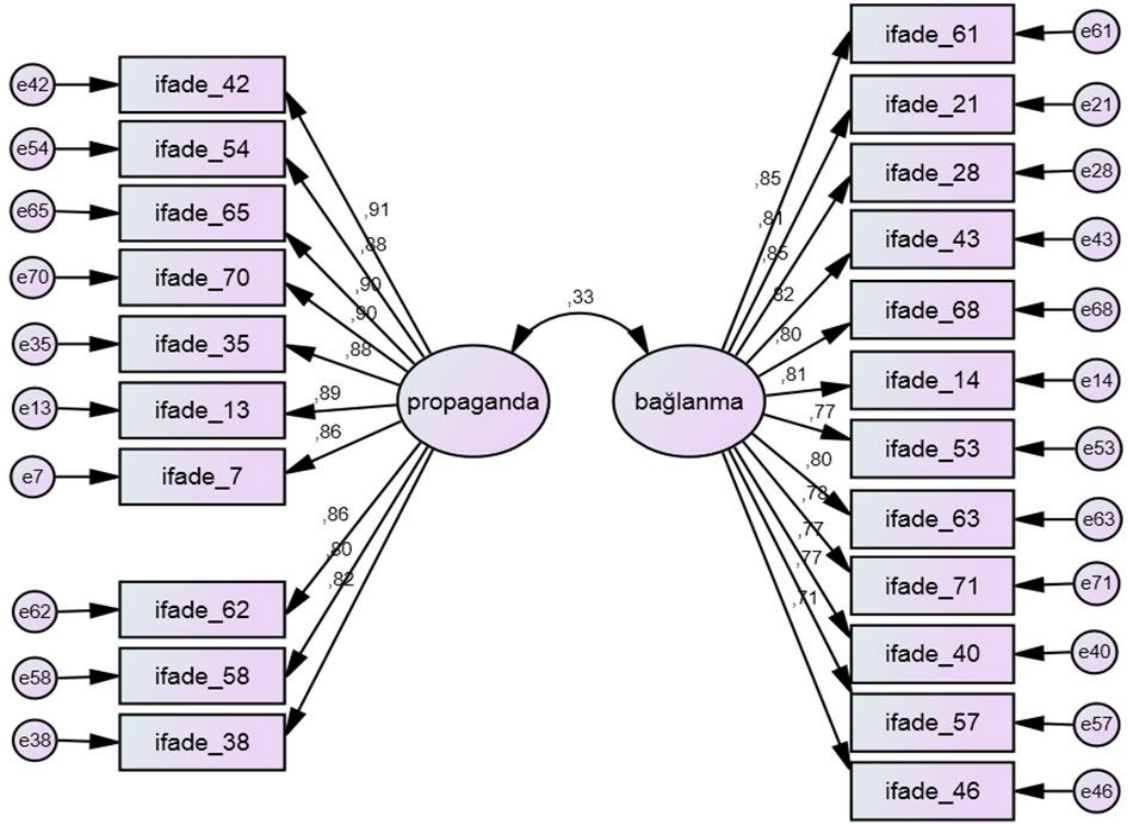 e42
ifade_42
e54
ifade_54
e65
ifade_65
e70
ifade_70
e35
ifade_35
e13
ifade_13
e7
ifade_7
e62
ifade_62
e58
ifade_58
e38
ifade_38
,91
,88
,90
,90
,88
,89
,86
,86
,80
,82
propaganda
,33
bağlanma
,85
,81
,85
,82
,80
,81
,77
,80
,78
,77
,77
,71
ifade_61
e61
ifade_21
e21
ifade_28
e28
ifade_43
e43
ifade_68
e68
ifade_14
e14
ifade_53
e53
ifade_63
e63
ifade_71
e71
ifade_40
e40
ifade_57
e57
ifade_46
e46